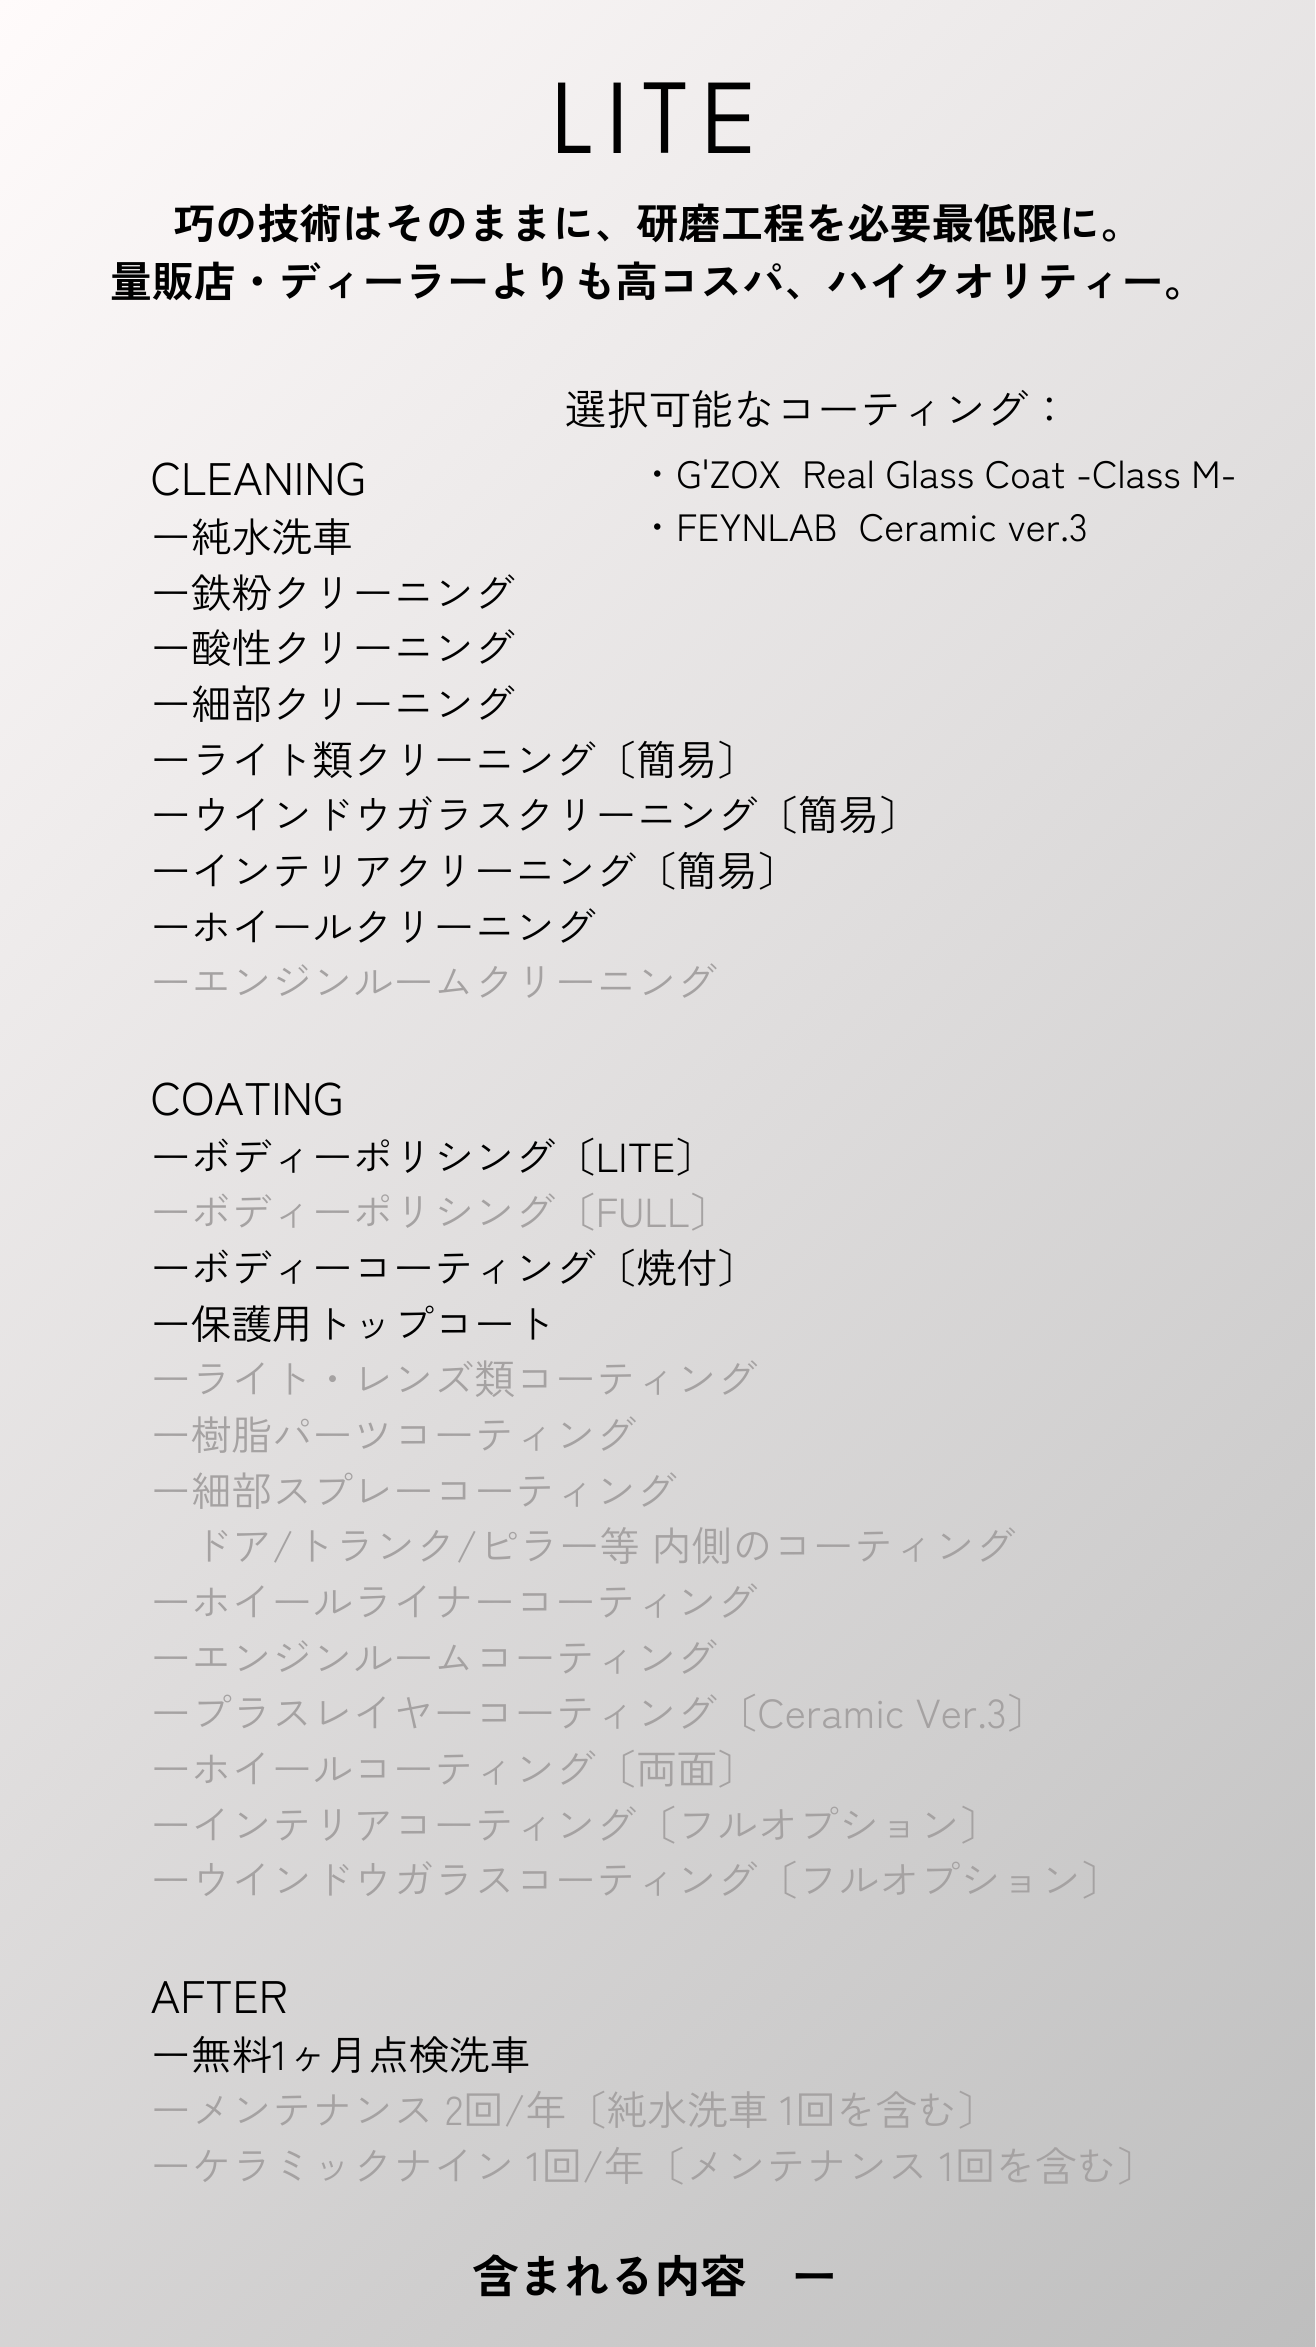 LITE
巧の技術はそのままに、研磨工程を必要最低限に。
量販店・ディーラーよりも高コスパ、ハイクオリティー。
選択可能なコーティング：
・G'ZOX Real Glass Coat -Class M-
・FEYNLAB Ceramic ver.3
CLEANING
ー純水洗車
ー鉄粉クリーニング
ー酸性クリーニング
ー細部クリーニング
ーライト類クリーニング〔簡易〕
ーウインドウガラスクリーニング〔簡易〕
ーインテリアクリーニング〔簡易〕
ーホイールクリーニング
ーエンジンルームクリーニング
COATING
ーボディーポリシング〔LITE〕
ーボディーポリシング〔FULL〕
ーボディーコーティング〔焼付〕
ー保護用トップコート
ーライト・レンズ類コーティング
ー樹脂パーツコーティング
ー細部スプレーコーティング
ドア/トランク/ピラー等 内側のコーティング
ーホイールライナーコーティング
ーエンジンルームコーティング
ープラスレイヤーコーティング〔Ceramic Ver.3〕
ーホイールコーティング〔両面〕
ーインテリアコーティング〔フルオプション〕
ーウインドウガラスコーティング〔フルオプション〕
AFTER
ー無料1ヶ月点検洗車
ーメンテナンス 2回/年〔純水洗車 1回を含む〕
ーケラミックナイン 1回/年〔メンテナンス 1回を含む〕
含まれる内容　ー